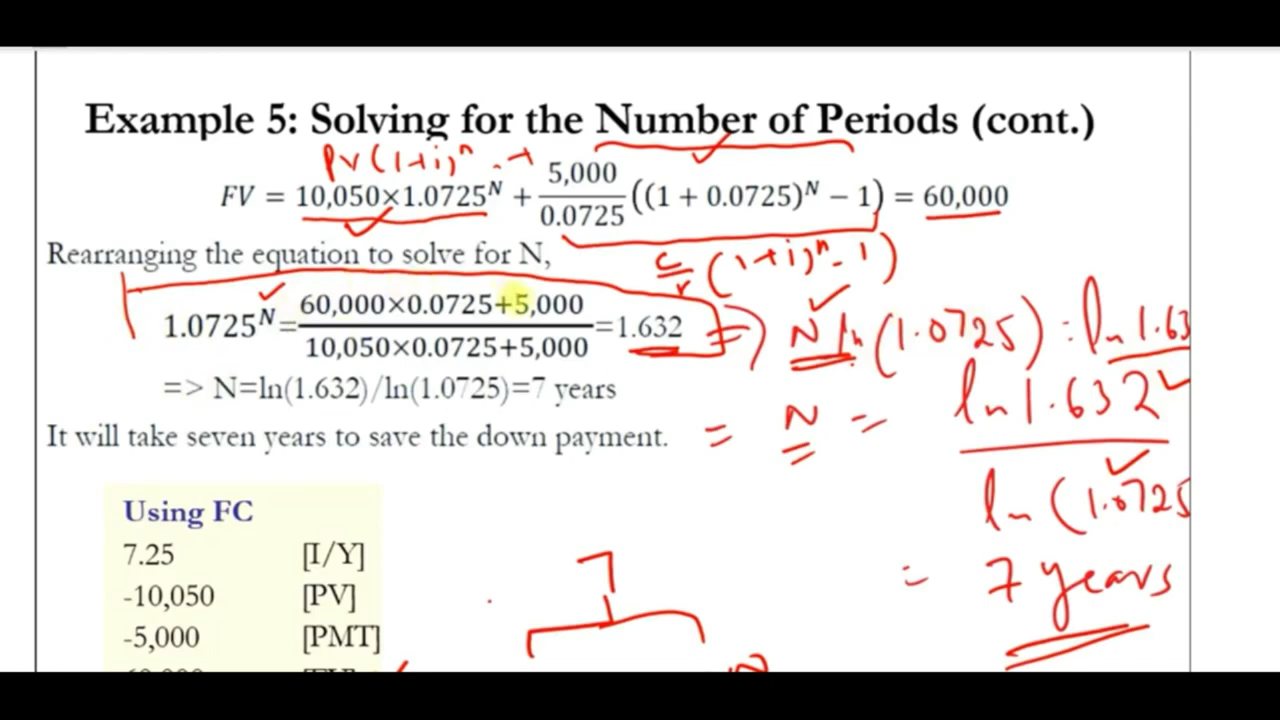 Example 5: Solving for the Number of Periods (cont.)
PV(1+i)ⁿ +
FV = 10,050×1.0725^N + 5,000/0.0725 ((1 + 0.0725)^N − 1) = 60,000
Rearranging the equation to solve for N,
c/r (1+i)ⁿ - 1)
1.0725^N = (60,000×0.0725+5,000)/(10,050×0.0725+5,000) =1.632
=> N ln(1.0725) = ln 1.63
=> N=ln(1.632)/ln(1.0725)=7 years
= N = ln 1.632 / ln (1.0725
It will take seven years to save the down payment.
= 7 years
Using FC
7.25 [I/Y]
-10,050 [PV]
-5,000 [PMT]
7